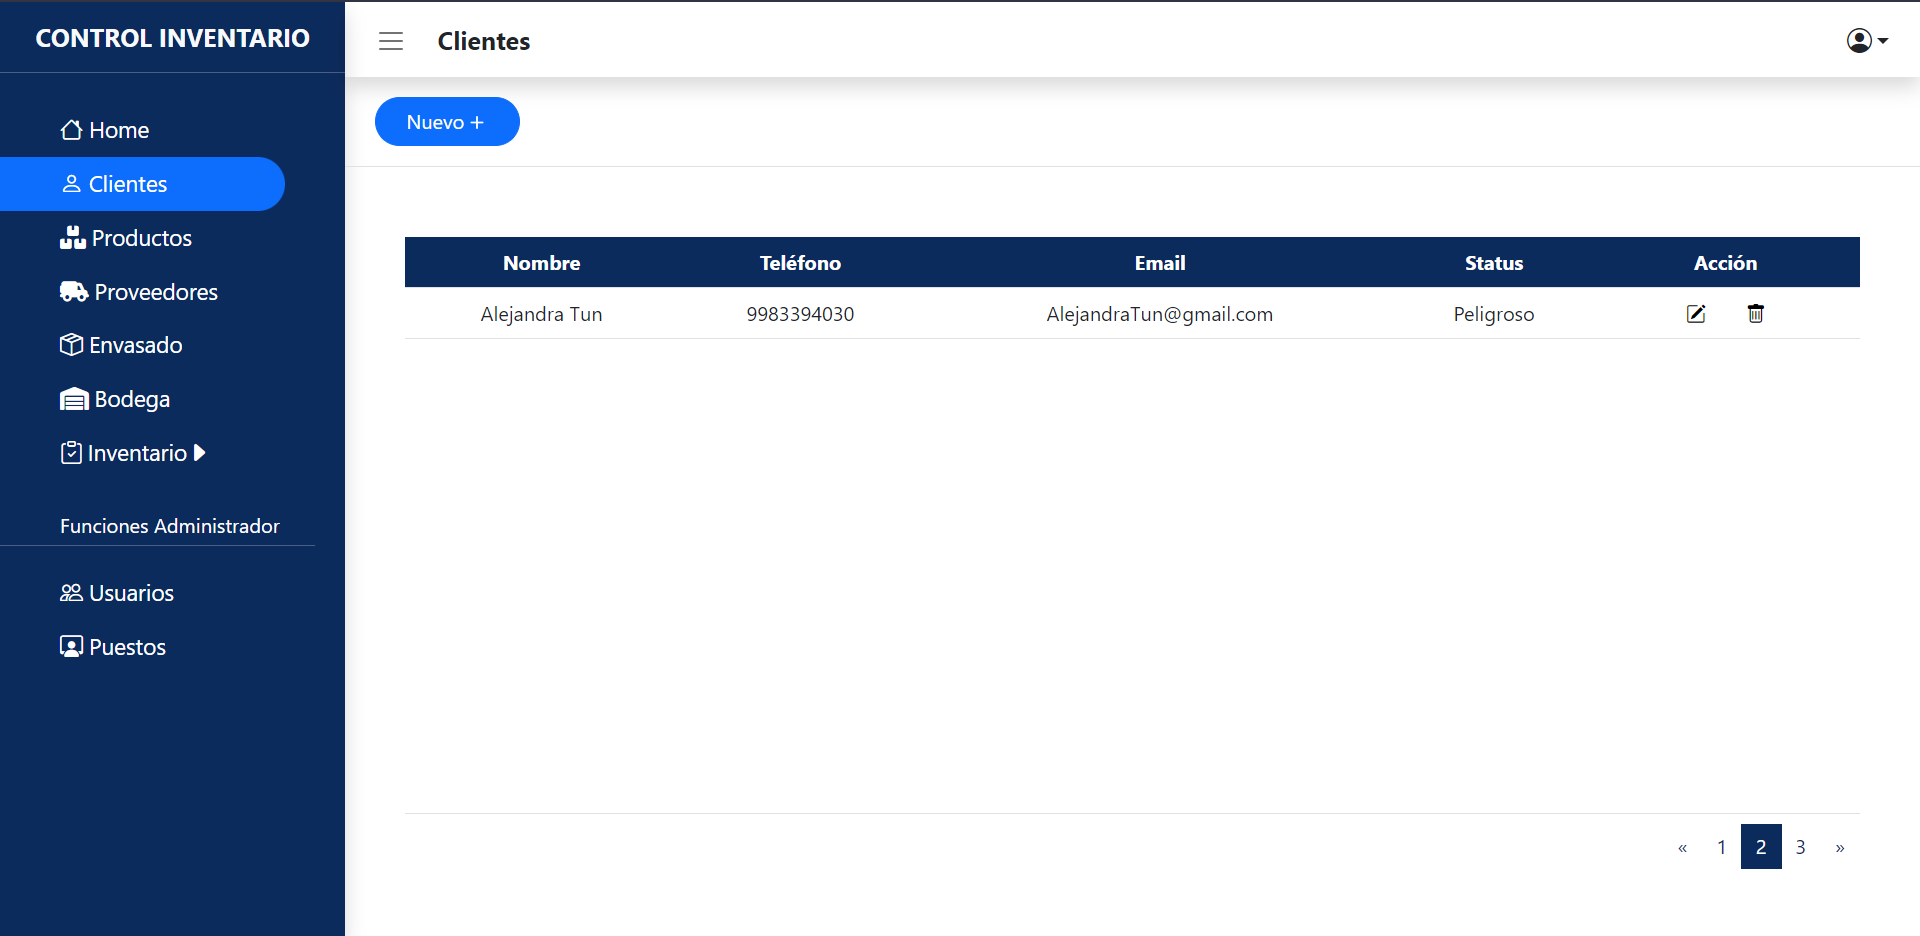 CONTROL INVENTARIO
Clientes
Home
Clientes
Productos
Proveedores
Envasado
Bodega
Inventario
Funciones Administrador
Usuarios
Puestos
Nuevo +
Nombre Teléfono Email Status Acción
Alejandra Tun 9983394030 AlejandraTun@gmail.com Peligroso
« 1 2 3 »